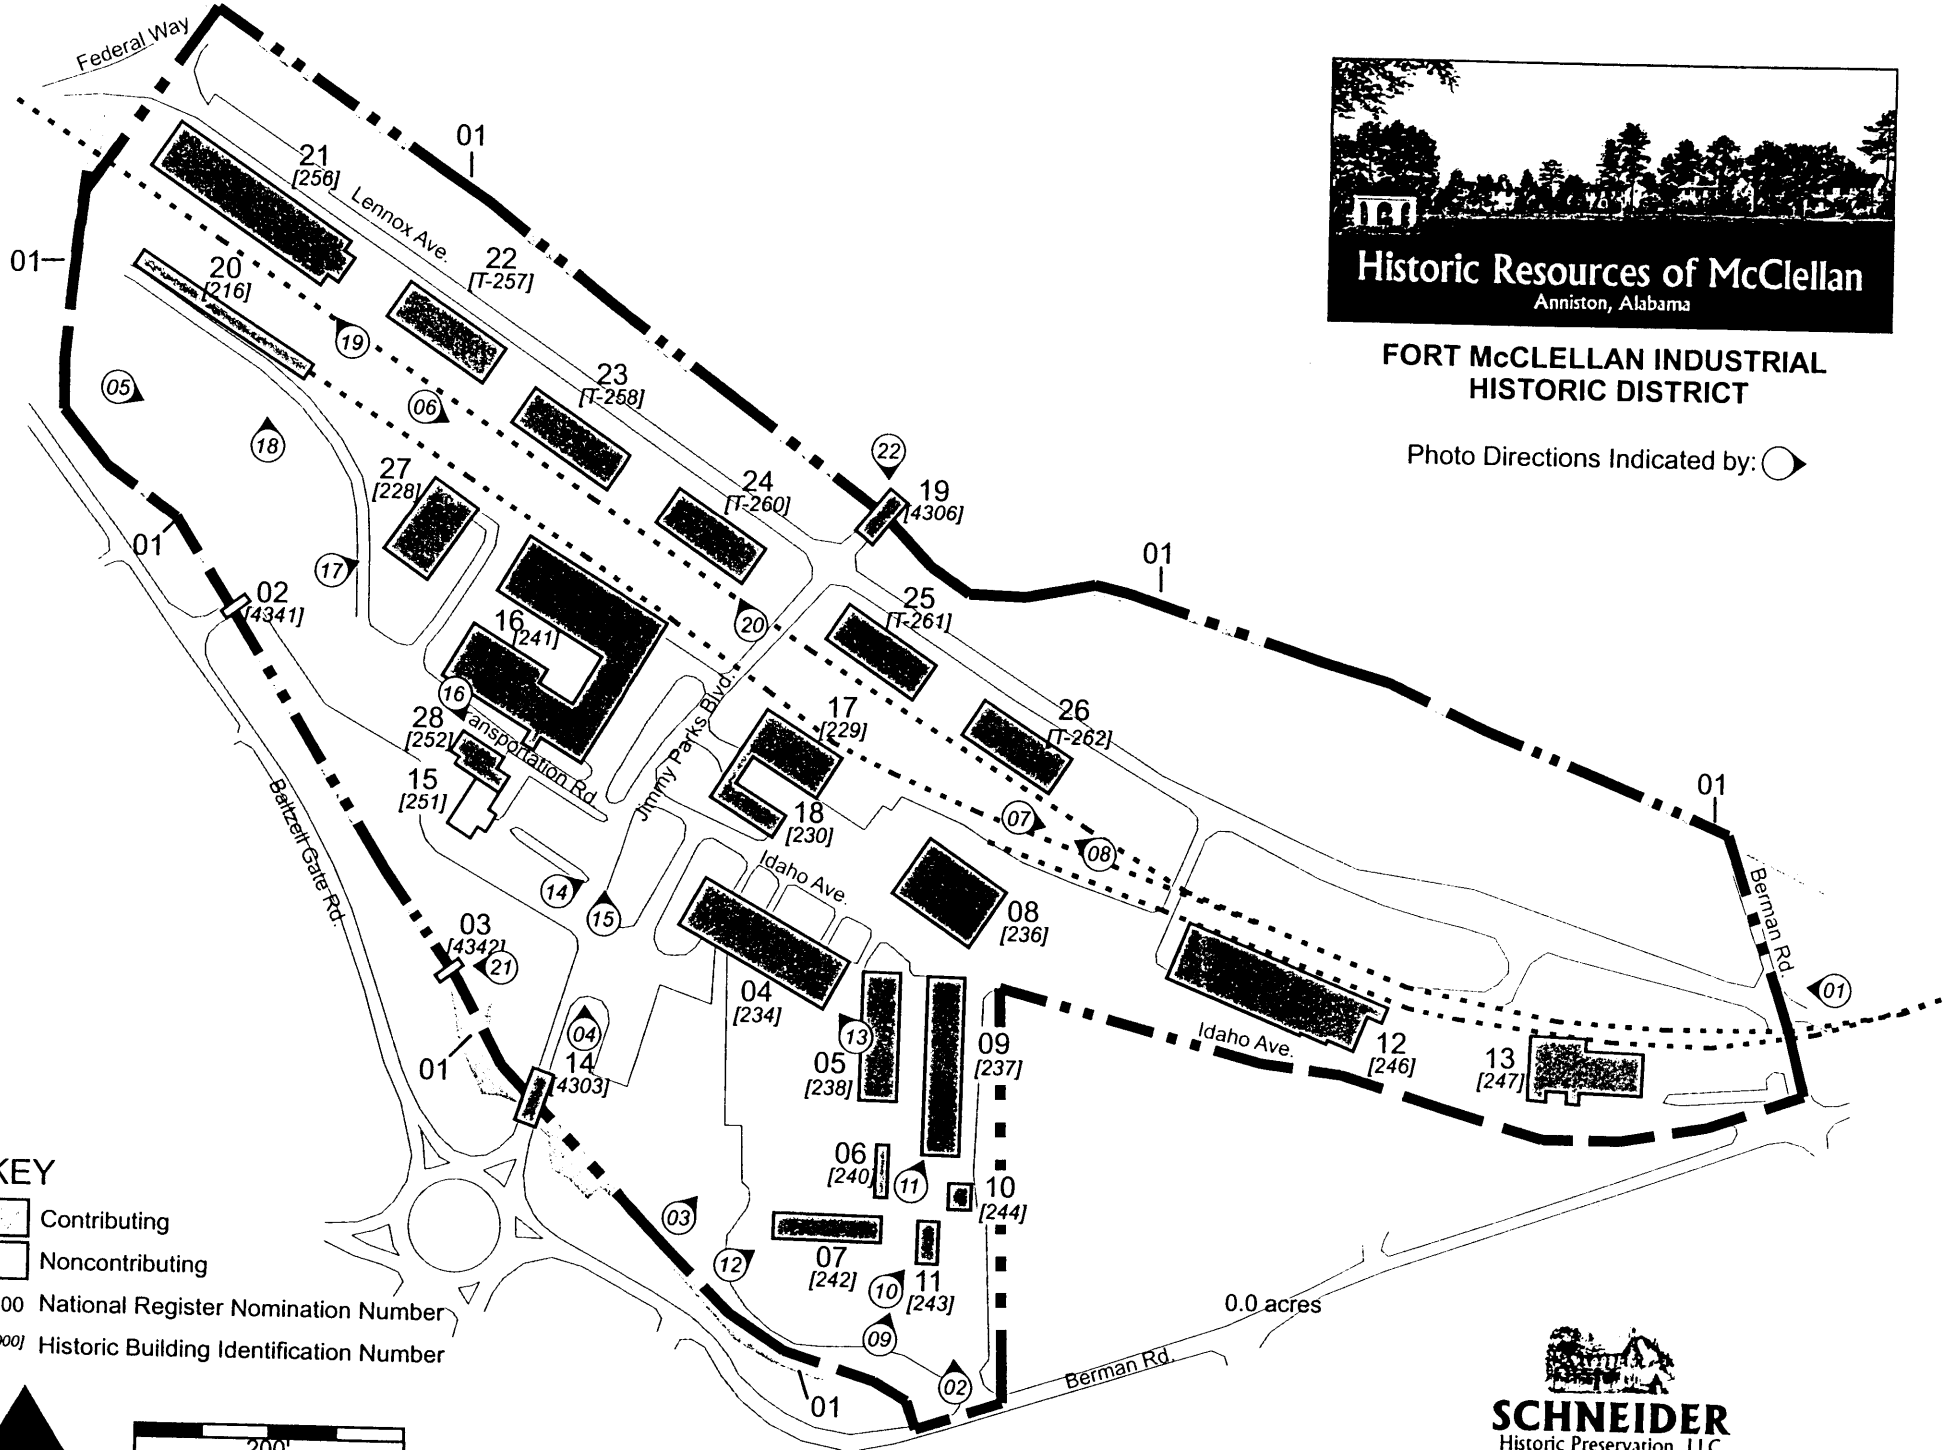 Federal Way
01
21
[256]
Lennox Ave.
01
20
[216]
22
[T-257]
19
05
06
18
23
[T-258]
27
[228]
24
[T-260]
22
19
[4306]
01
17
01
02
[4341]
16
[241]
20
25
[T-261]
16
28
[252]
Transportation Rd.
Jimmy Parks Blvd.
17
[229]
26
[T-262]
15
[251]
18
[230]
07
08
01
Baltzell Gate Rd.
14
15
Idaho Ave.
08
[236]
Berman Rd.
03
[4342]
21
04
[234]
01
04
13
09
[237]
Idaho Ave.
12
[246]
13
[247]
01
14
[4303]
05
[238]
06
[240]
11
10
[244]
03
12
07
[242]
10
11
[243]
09
02
01
Berman Rd.
0.0 acres
Historic Resources of McClellan
Anniston, Alabama
FORT McCLELLAN INDUSTRIAL
HISTORIC DISTRICT
Photo Directions Indicated by:
KEY
Contributing
Noncontributing
00 National Register Nomination Number
000] Historic Building Identification Number
200'
SCHNEIDER
Historic Preservation, LLC